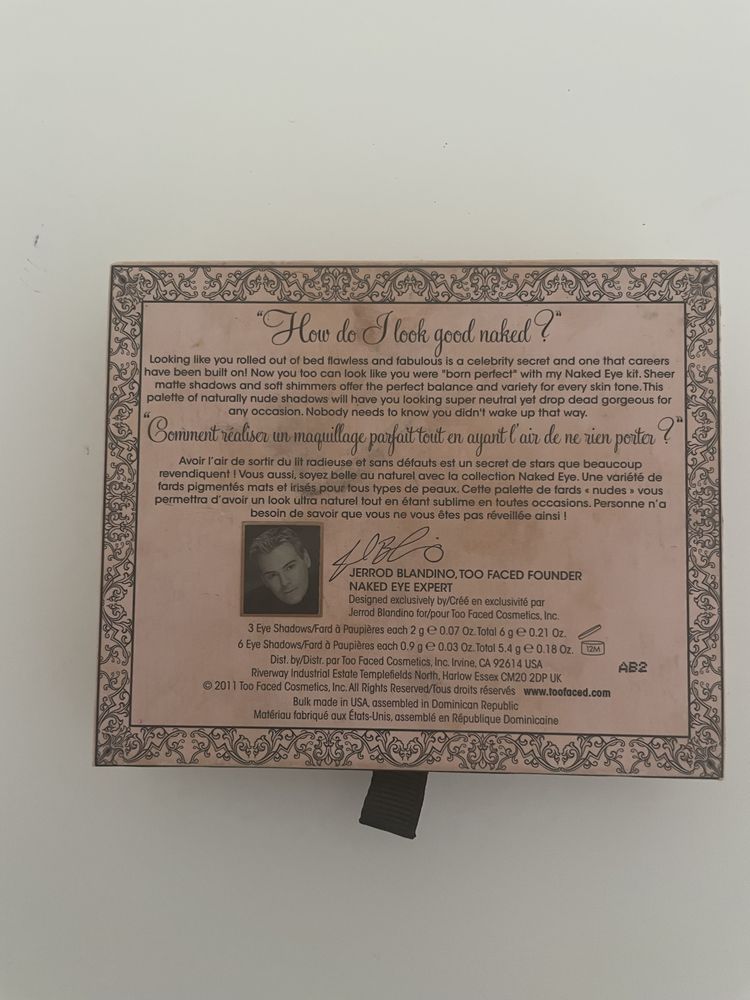 “How do I look good naked?”
Looking like you rolled out of bed flawless and fabulous is a celebrity secret and one that careers
have been built on! Now you too can look like you were "born perfect" with my Naked Eye kit. Sheer
matte shadows and soft shimmers offer the perfect balance and variety for every skin tone. This
palette of naturally nude shadows will have you looking super neutral yet drop dead gorgeous for
any occasion. Nobody needs to know you didn't wake up that way.
“Comment réaliser un maquillage parfait tout en ayant l'air de ne rien porter ?”
Avoir l'air de sortir du lit radieuse et sans défauts est un secret de stars que beaucoup
revendiquent ! Vous aussi, soyez belle au naturel avec la collection Naked Eye. Une variété de
fards pigmentés mats et irisés pour tous types de peaux. Cette palette de fards « nudes » vous
permettra d'avoir un look ultra naturel tout en étant sublime en toutes occasions. Personne n'a
besoin de savoir que vous ne vous êtes pas réveillée ainsi !
JERROD BLANDINO, TOO FACED FOUNDER
NAKED EYE EXPERT
Designed exclusively by/Créé en exclusivité par
Jerrod Blandino for/pour Too Faced Cosmetics, Inc.
3 Eye Shadows/Fard à Paupières each 2 g ℮ 0.07 Oz. Total 6 g ℮ 0.21 Oz.
6 Eye Shadows/Fard à Paupières each 0.9 g ℮ 0.03 Oz. Total 5.4 g ℮ 0.18 Oz.
12M
Dist. by/Distr. par Too Faced Cosmetics, Inc. Irvine, CA 92614 USA
AB2
Riverway Industrial Estate Templefields North, Harlow Essex CM20 2DP UK
© 2011 Too Faced Cosmetics, Inc. All Rights Reserved/Tous droits réservés www.toofaced.com
Bulk made in USA, assembled in Dominican Republic
Matériau fabriqué aux États-Unis, assemblé en République Dominicaine